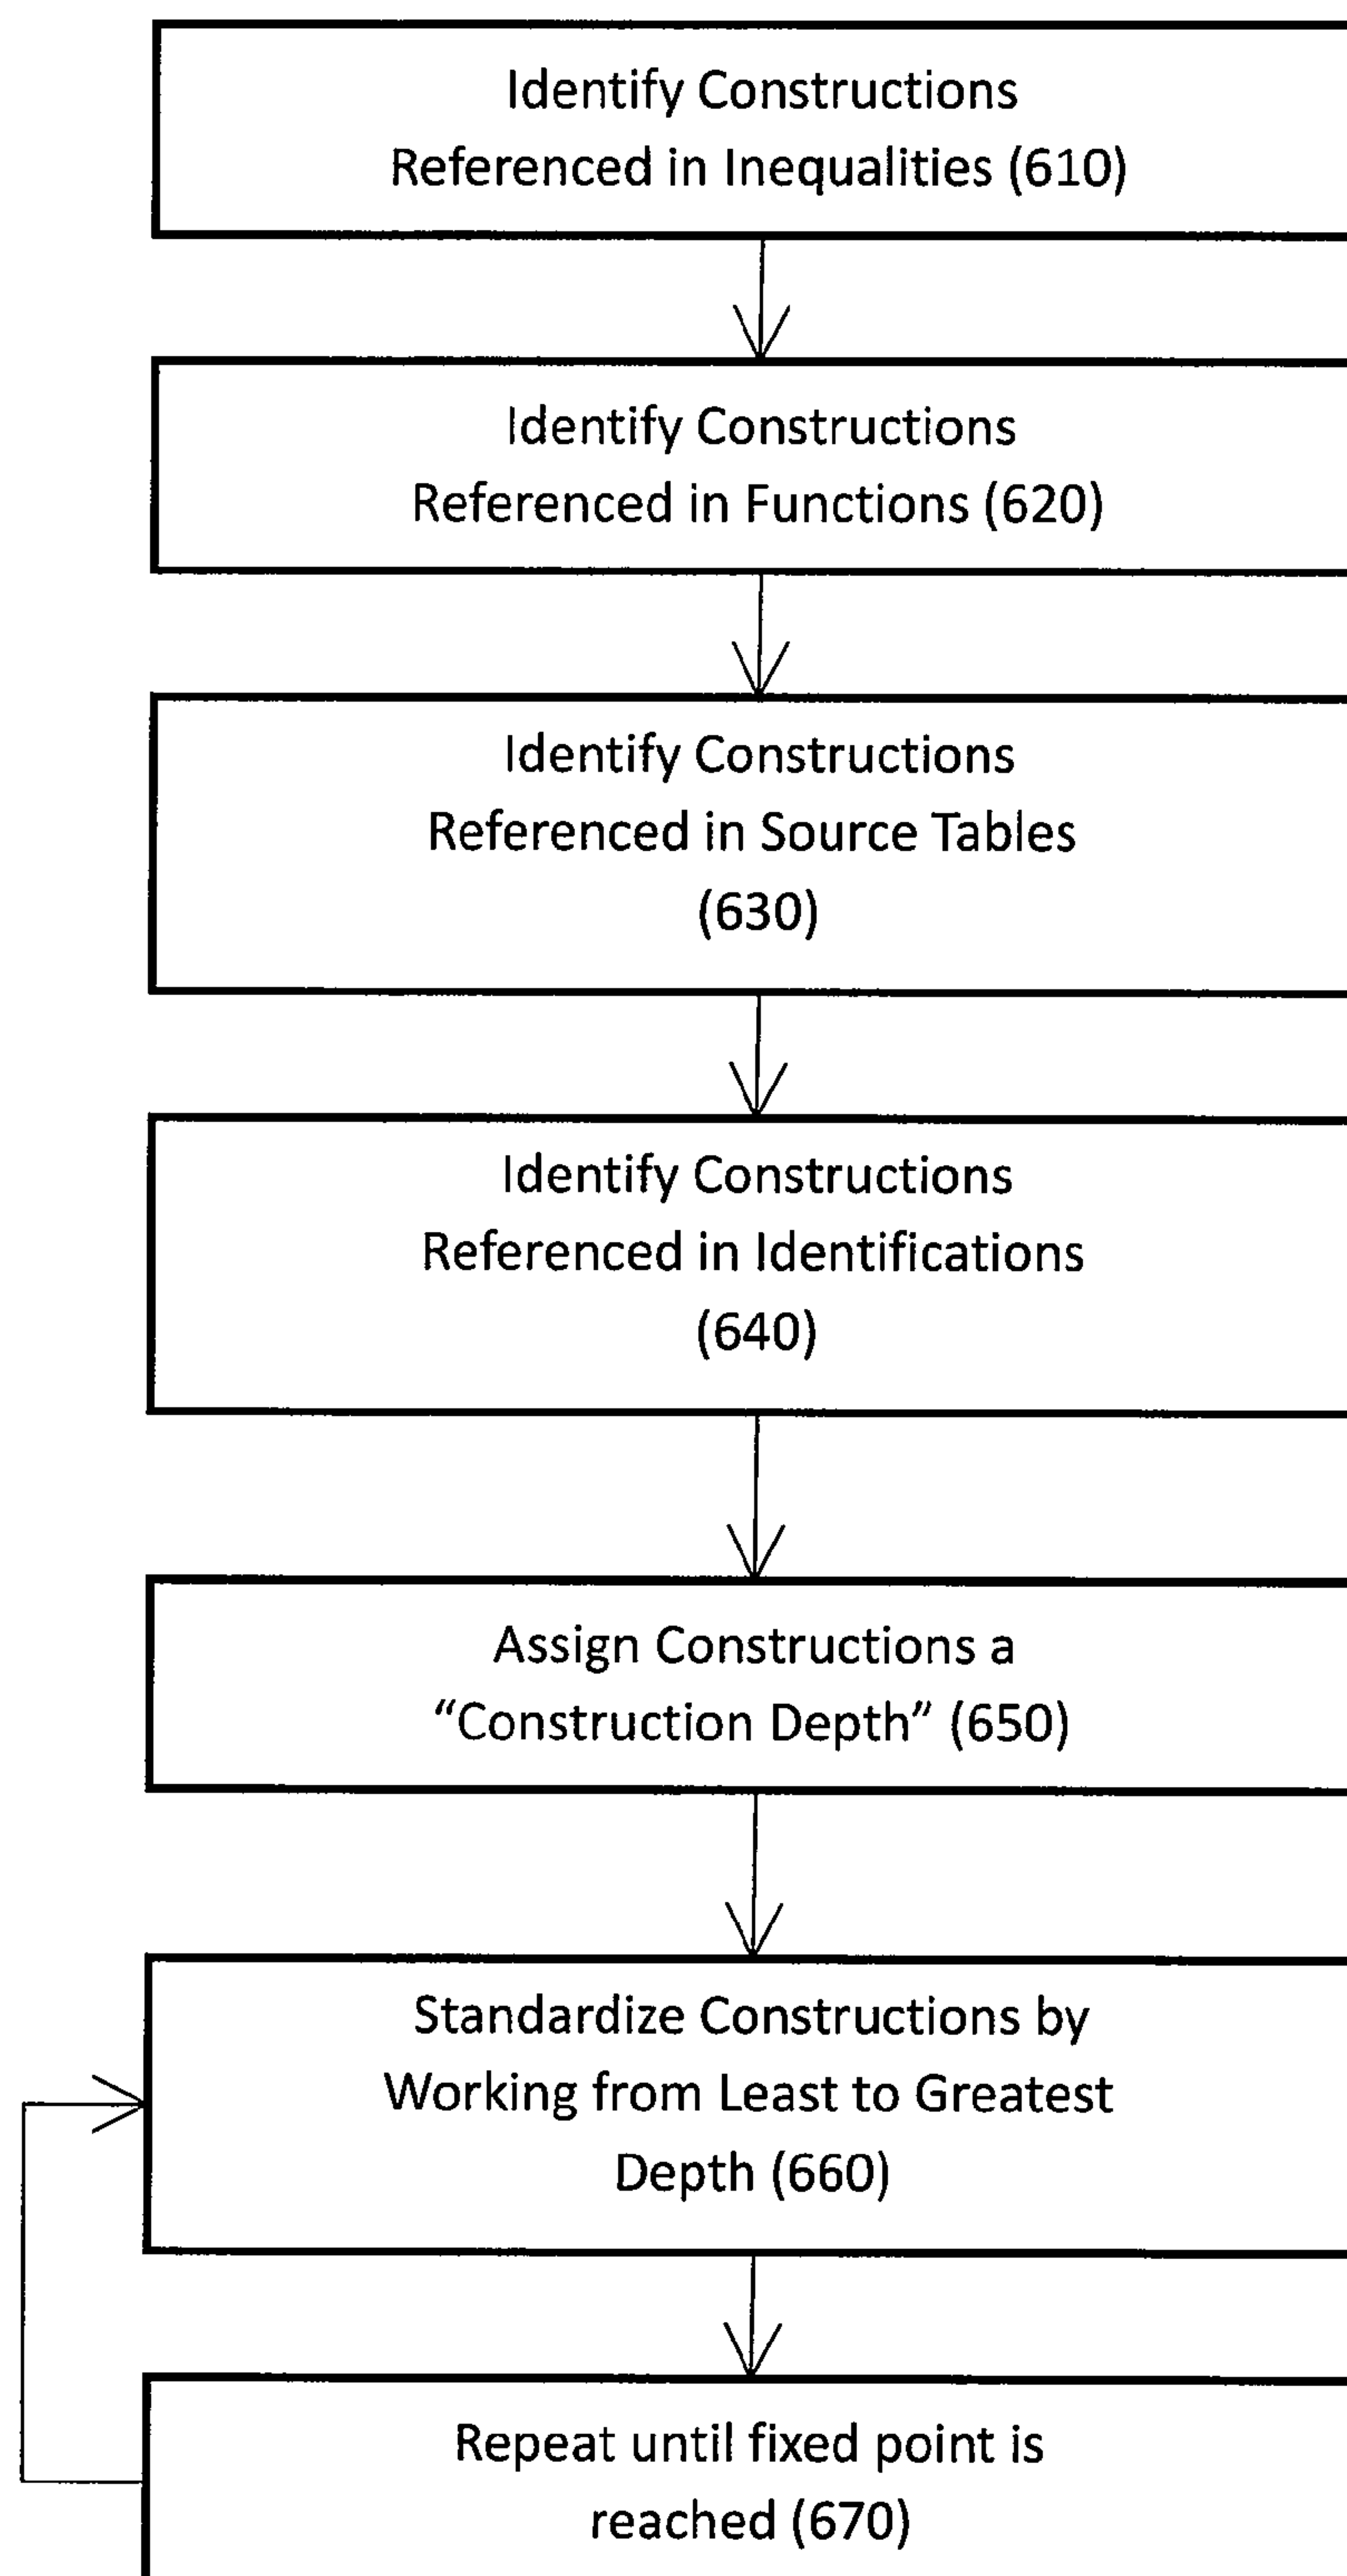 Identify Constructions
Referenced in Inequalities (610)
Identify Constructions
Referenced in Functions (620)
Identify Constructions
Referenced in Source Tables
(630)
Identify Constructions
Referenced in Identifications
(640)
Assign Constructions a
“Construction Depth” (650)
Standardize Constructions by
Working from Least to Greatest
Depth (660)
Repeat until fixed point is
reached (670)